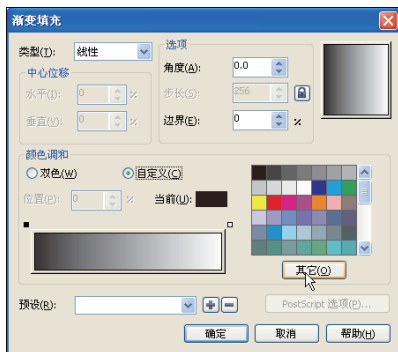 渐变填充
类型(T): 线性
选项
角度(A): 0.0
步长(S): 256
边界(E): 0 %
中心位移
水平(I): 0 %
垂直(V): 0 %
颜色调和
双色(W) 自定义(C)
位置(P): 0 % 当前(U):
其它(O)
预设(R):
PostScript 选项(P)...
确定 取消 帮助(H)